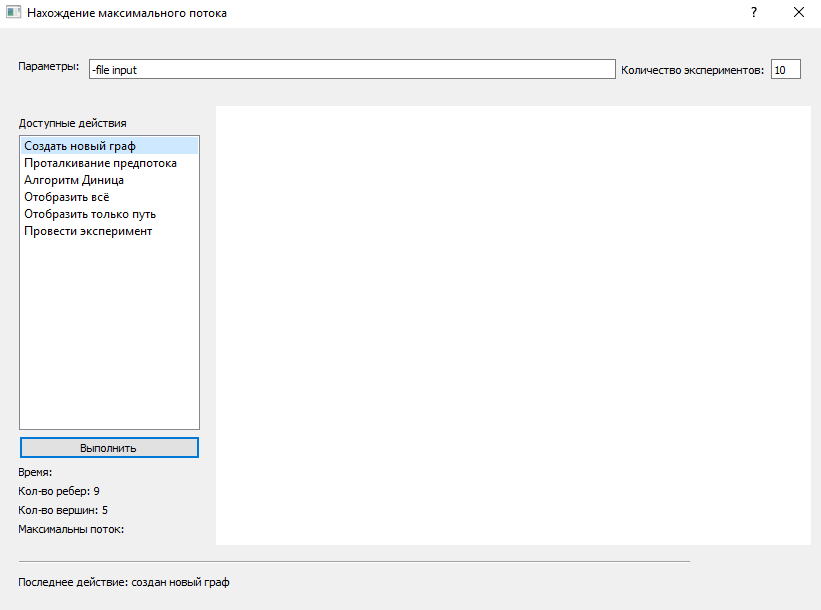 Нахождение максимального потока
?
Параметры: -file input Количество экспериментов: 10
Доступные действия
Создать новый граф
Проталкивание предпотока
Алгоритм Диница
Отобразить всё
Отобразить только путь
Провести эксперимент
Выполнить
Время:
Кол-во ребер: 9
Кол-во вершин: 5
Максимальны поток:
Последнее действие: создан новый граф